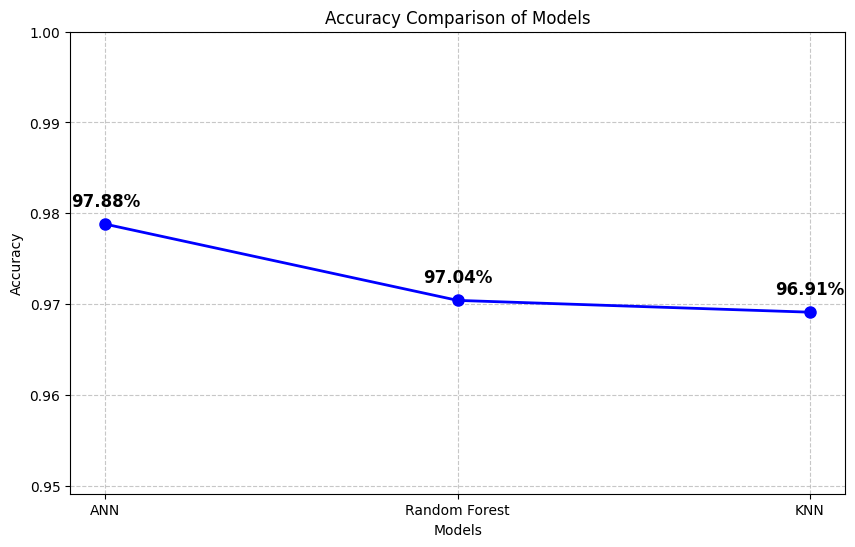 Accuracy Comparison of Models
1.00
0.99
0.98
0.97
0.96
0.95
Accuracy
97.88%
97.04%
96.91%
ANN
Random Forest
KNN
Models